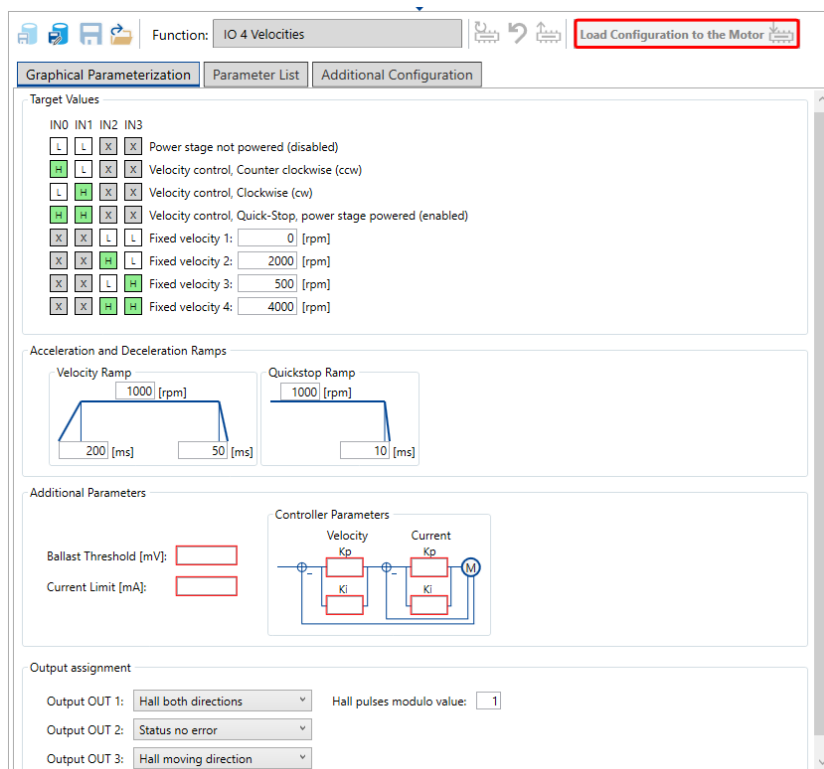 Function: IO 4 Velocities Load Configuration to the Motor
Graphical Parameterization Parameter List Additional Configuration
Target Values
IN0 IN1 IN2 IN3
L L X X Power stage not powered (disabled)
H L X X Velocity control, Counter clockwise (ccw)
L H X X Velocity control, Clockwise (cw)
H H X X Velocity control, Quick-Stop, power stage powered (enabled)
X X L L Fixed velocity 1: 0 [rpm]
X X H L Fixed velocity 2: 2000 [rpm]
X X L H Fixed velocity 3: 500 [rpm]
X X H H Fixed velocity 4: 4000 [rpm]
Acceleration and Deceleration Ramps
Velocity Ramp Quickstop Ramp
1000 [rpm] 1000 [rpm]
200 [ms] 50 [ms] 10 [ms]
Additional Parameters
Controller Parameters
Velocity Current
Kp Kp
Ballast Threshold [mV]:
M
Current Limit [mA]:
Ki Ki
Output assignment
Output OUT 1: Hall both directions Hall pulses modulo value: 1
Output OUT 2: Status no error
Output OUT 3: Hall moving direction